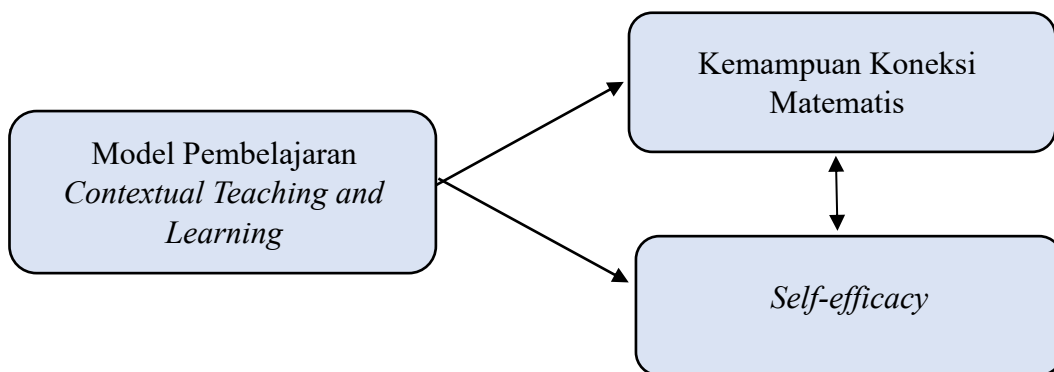 Model Pembelajaran
Contextual Teaching and
Learning
Kemampuan Koneksi
Matematis
Self-efficacy